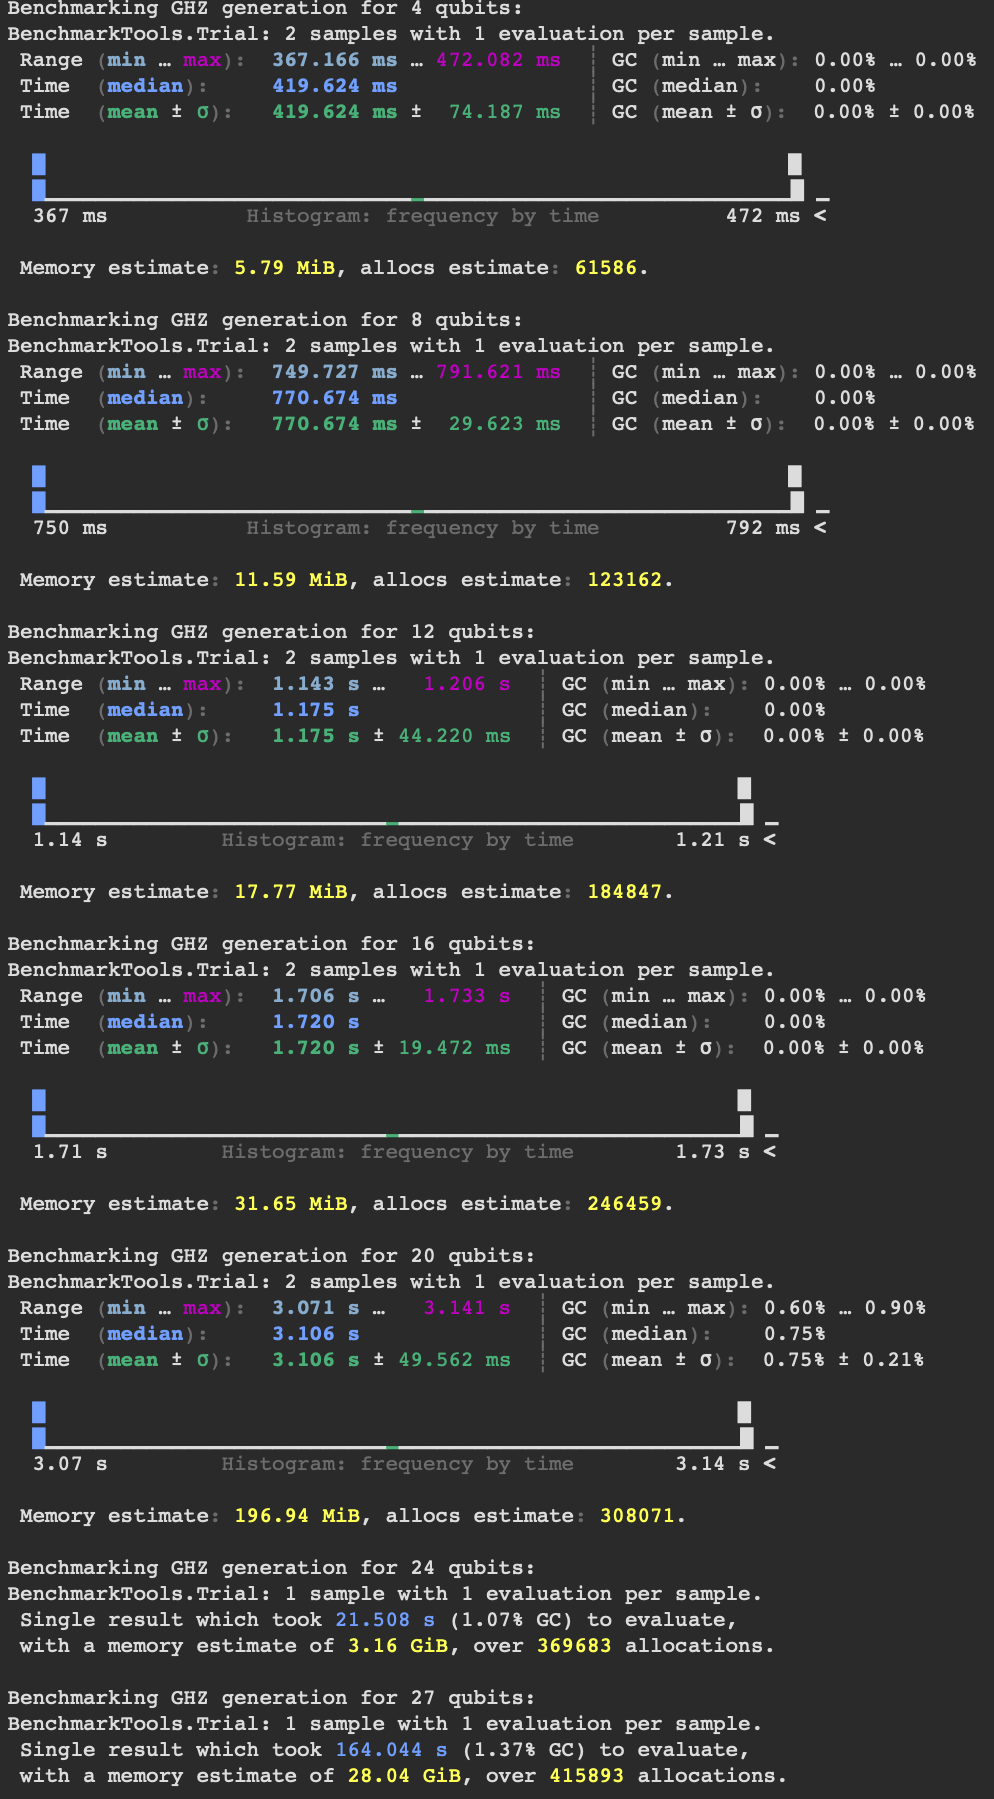 Benchmarking GHZ generation for 4 qubits:
BenchmarkTools.Trial: 2 samples with 1 evaluation per sample.
Range (min … max): 367.166 ms … 472.082 ms ┊ GC (min … max): 0.00% … 0.00%
Time (median): 419.624 ms ┊ GC (median): 0.00%
Time (mean ± σ): 419.624 ms ± 74.187 ms ┊ GC (mean ± σ): 0.00% ± 0.00%
367 ms Histogram: frequency by time 472 ms <
Memory estimate: 5.79 MiB, allocs estimate: 61586.
Benchmarking GHZ generation for 8 qubits:
BenchmarkTools.Trial: 2 samples with 1 evaluation per sample.
Range (min … max): 749.727 ms … 791.621 ms ┊ GC (min … max): 0.00% … 0.00%
Time (median): 770.674 ms ┊ GC (median): 0.00%
Time (mean ± σ): 770.674 ms ± 29.623 ms ┊ GC (mean ± σ): 0.00% ± 0.00%
750 ms Histogram: frequency by time 792 ms <
Memory estimate: 11.59 MiB, allocs estimate: 123162.
Benchmarking GHZ generation for 12 qubits:
BenchmarkTools.Trial: 2 samples with 1 evaluation per sample.
Range (min … max): 1.143 s … 1.206 s ┊ GC (min … max): 0.00% … 0.00%
Time (median): 1.175 s ┊ GC (median): 0.00%
Time (mean ± σ): 1.175 s ± 44.220 ms ┊ GC (mean ± σ): 0.00% ± 0.00%
1.14 s Histogram: frequency by time 1.21 s <
Memory estimate: 17.77 MiB, allocs estimate: 184847.
Benchmarking GHZ generation for 16 qubits:
BenchmarkTools.Trial: 2 samples with 1 evaluation per sample.
Range (min … max): 1.706 s … 1.733 s ┊ GC (min … max): 0.00% … 0.00%
Time (median): 1.720 s ┊ GC (median): 0.00%
Time (mean ± σ): 1.720 s ± 19.472 ms ┊ GC (mean ± σ): 0.00% ± 0.00%
1.71 s Histogram: frequency by time 1.73 s <
Memory estimate: 31.65 MiB, allocs estimate: 246459.
Benchmarking GHZ generation for 20 qubits:
BenchmarkTools.Trial: 2 samples with 1 evaluation per sample.
Range (min … max): 3.071 s … 3.141 s ┊ GC (min … max): 0.60% … 0.90%
Time (median): 3.106 s ┊ GC (median): 0.75%
Time (mean ± σ): 3.106 s ± 49.562 ms ┊ GC (mean ± σ): 0.75% ± 0.21%
3.07 s Histogram: frequency by time 3.14 s <
Memory estimate: 196.94 MiB, allocs estimate: 308071.
Benchmarking GHZ generation for 24 qubits:
BenchmarkTools.Trial: 1 sample with 1 evaluation per sample.
Single result which took 21.508 s (1.07% GC) to evaluate,
with a memory estimate of 3.16 GiB, over 369683 allocations.
Benchmarking GHZ generation for 27 qubits:
BenchmarkTools.Trial: 1 sample with 1 evaluation per sample.
Single result which took 164.044 s (1.37% GC) to evaluate,
with a memory estimate of 28.04 GiB, over 415893 allocations.